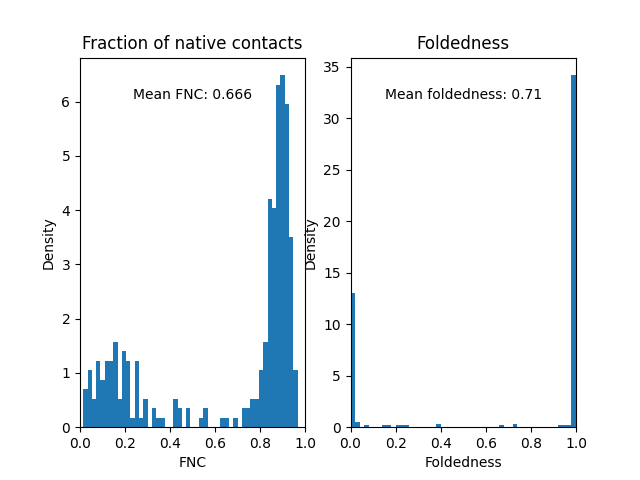 Fraction of native contacts
Mean FNC: 0.666
Density
6
5
4
3
2
1
0
0.0 0.2 0.4 0.6 0.8 1.0
FNC
Foldedness
Mean foldedness: 0.71
Density
35
30
25
20
15
10
5
0
0.0 0.2 0.4 0.6 0.8 1.0
Foldedness